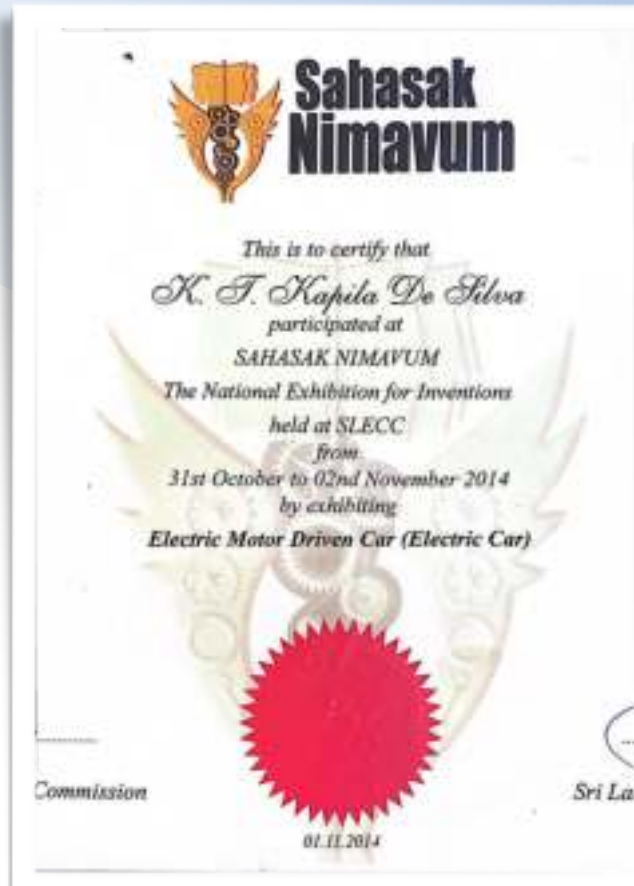 Sahasak
Nimavum
This is to certify that
K. T. Kapila De Silva
participated at
SAHASAK NIMAVUM
The National Exhibition for Inventions
held at SLECC
from
31st October to 02nd November 2014
by exhibiting
Electric Motor Driven Car (Electric Car)
Commission
Sri La
01.11.2014